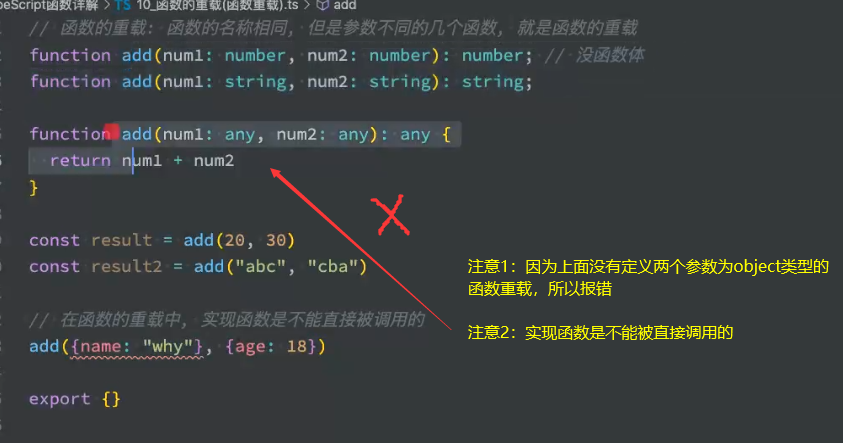 peScript函数详解 > TS 10_函数的重载(函数重载).ts > add
// 函数的重载: 函数的名称相同, 但是参数不同的几个函数, 就是函数的重载
function add(num1: number, num2: number): number; // 没函数体
function add(num1: string, num2: string): string;
function add(num1: any, num2: any): any {
return num1 + num2
}
const result = add(20, 30)
const result2 = add("abc", "cba")
注意1：因为上面没有定义两个参数为object类型的
函数重载，所以报错
// 在函数的重载中, 实现函数是不能直接被调用的
注意2：实现函数是不能被直接调用的
add({name: "why"}, {age: 18})
export {}